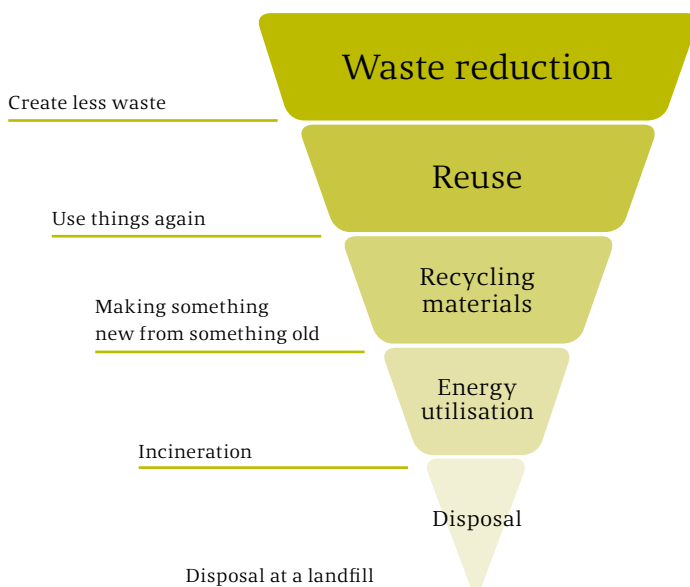 Waste reduction
Create less waste
Reuse
Use things again
Recycling
materials
Making something
new from something old
Energy
utilisation
Incineration
Disposal
Disposal at a landfill